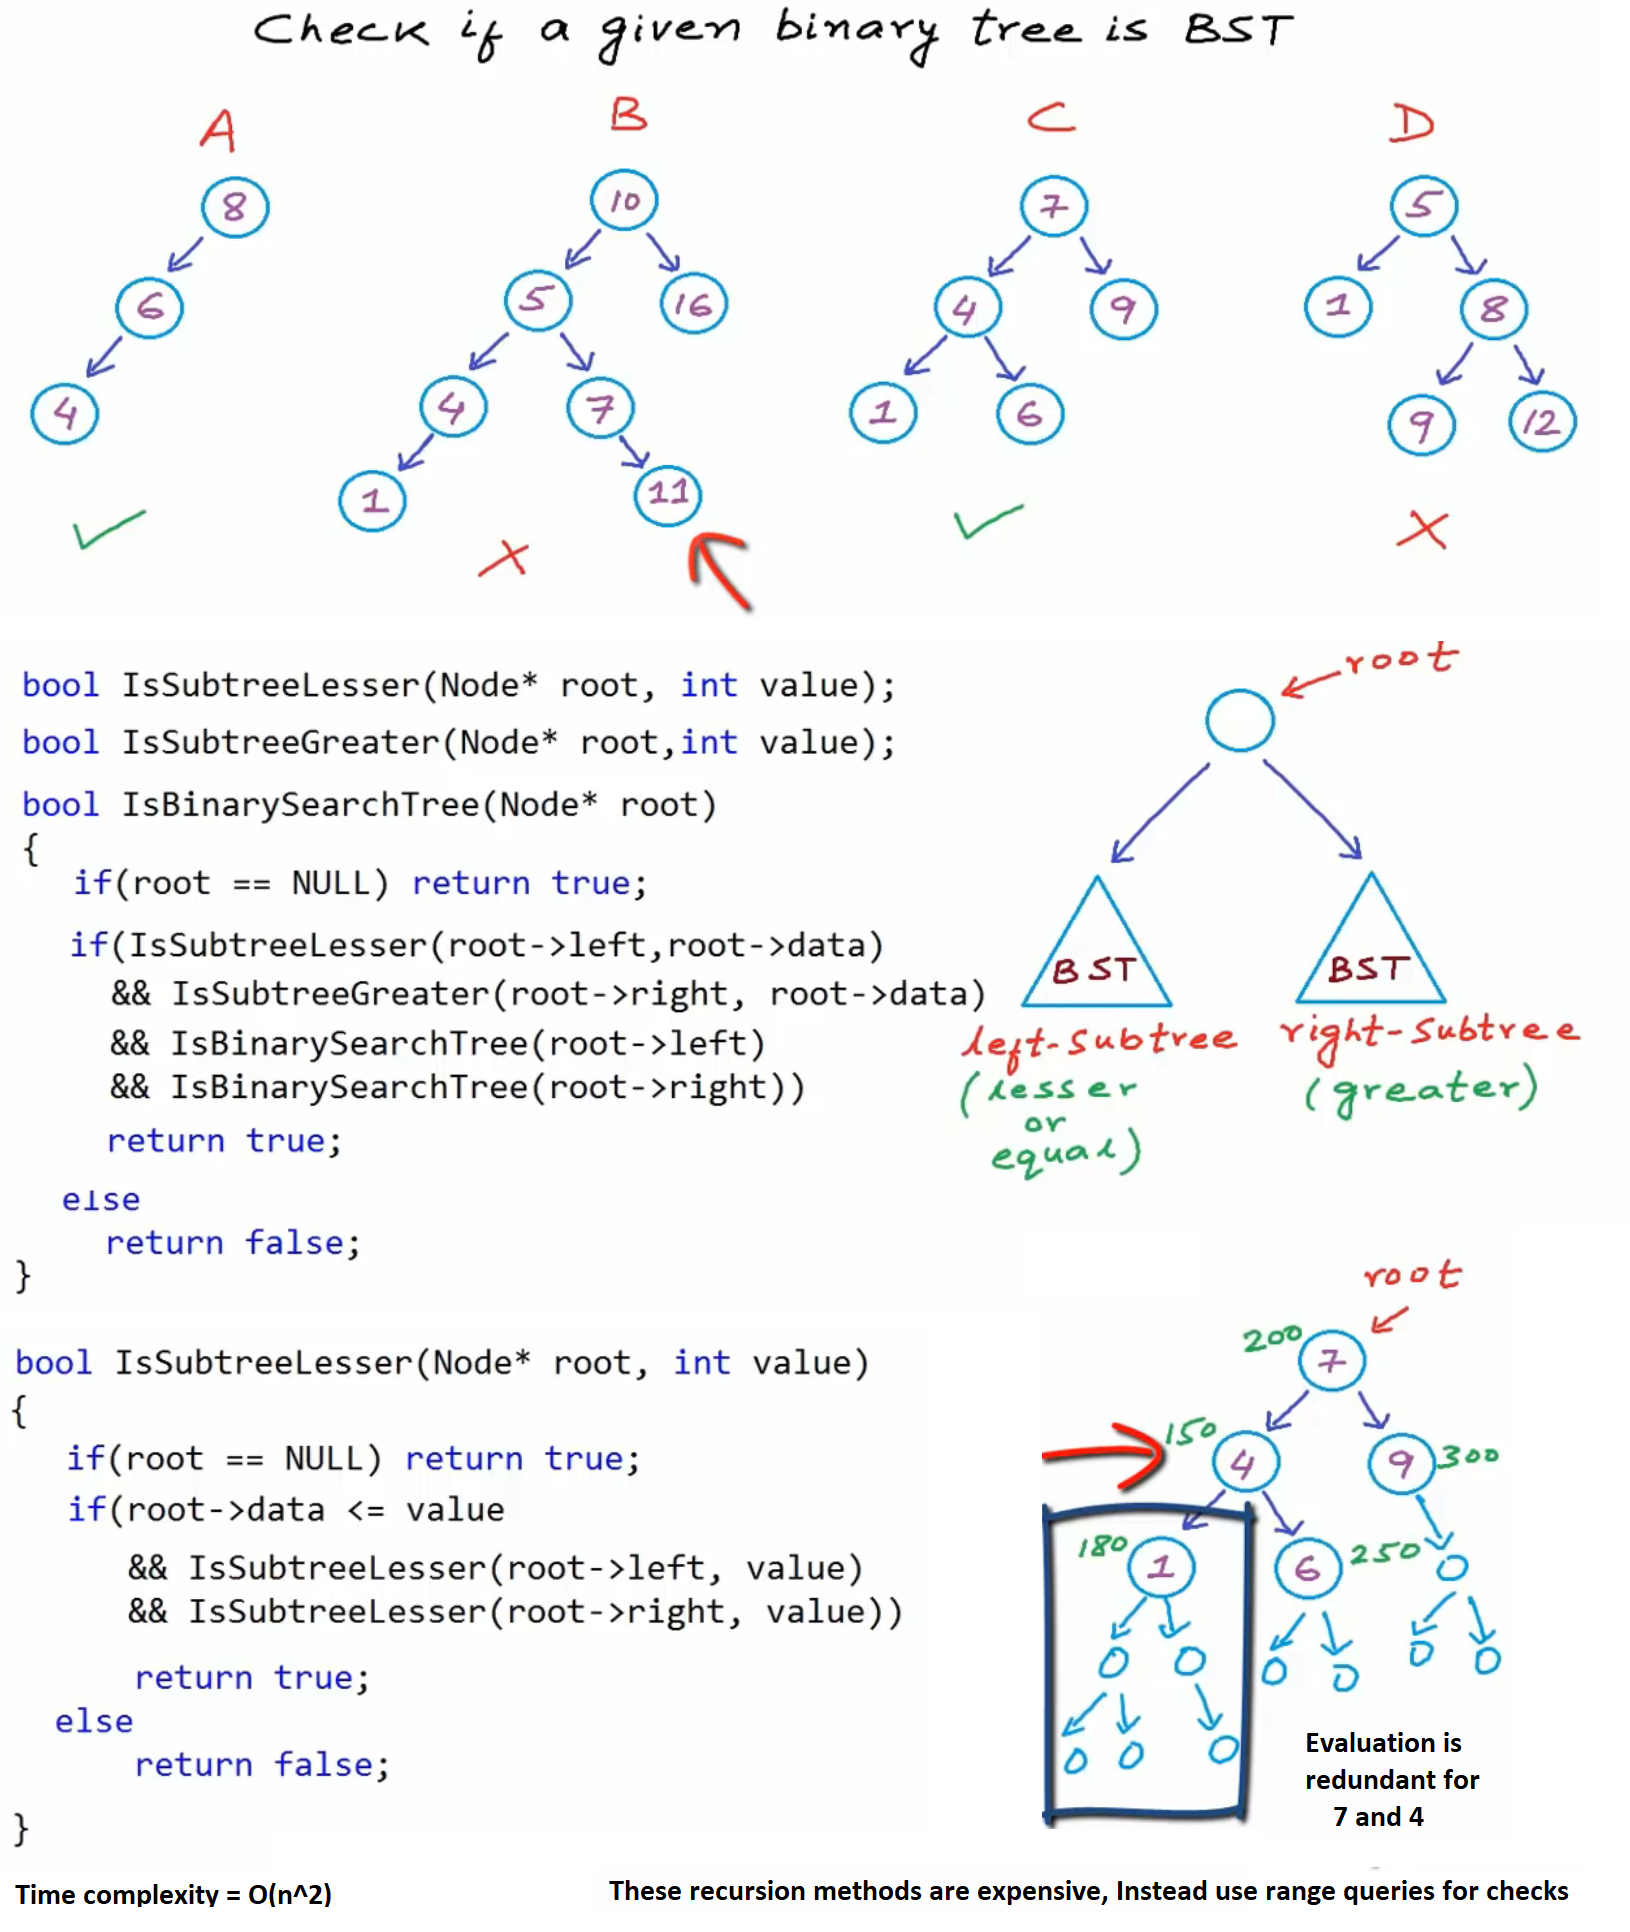 Check if a given binary tree is BST
A B C D
8 10 7 5
6 5 16 4 9 1 8
4 4 7 1 6 9 12
1 11
bool IsSubtreeLesser(Node* root, int value);
bool IsSubtreeGreater(Node* root,int value);
bool IsBinarySearchTree(Node* root)
{
if(root == NULL) return true;
if(IsSubtreeLesser(root->left,root->data)
&& IsSubtreeGreater(root->right, root->data)
&& IsBinarySearchTree(root->left)
&& IsBinarySearchTree(root->right))
return true;
else
return false;
}
root
BST BST
left-subtree right-subtree
(lesser (greater)
or
equal)
bool IsSubtreeLesser(Node* root, int value)
{
if(root == NULL) return true;
if(root->data <= value
&& IsSubtreeLesser(root->left, value)
&& IsSubtreeLesser(root->right, value))
return true;
else
return false;
}
root
200 7
150 4 9 300
180 1 6 250
Evaluation is
redundant for
7 and 4
Time complexity = O(n^2)
These recursion methods are expensive, Instead use range queries for checks